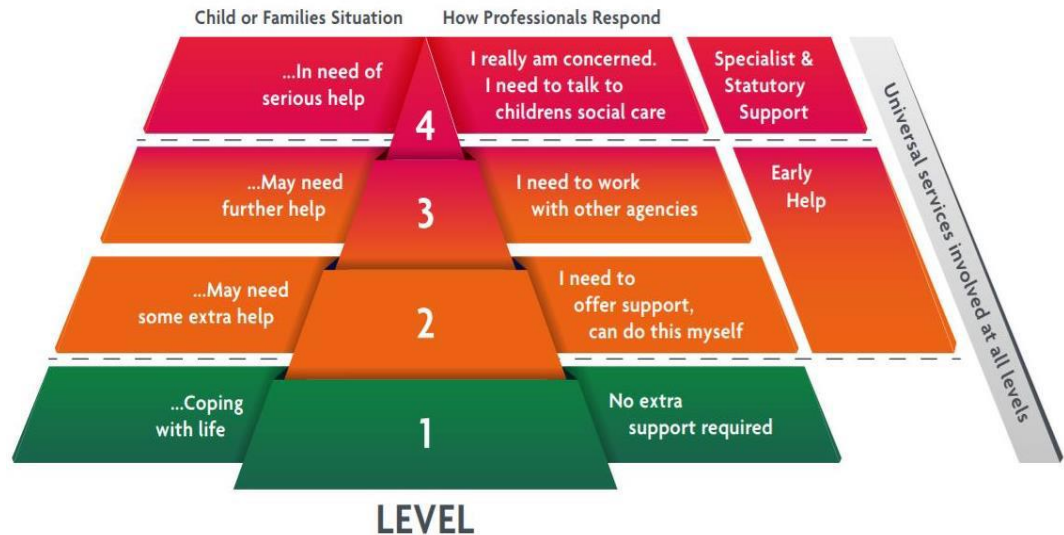 Child or Families Situation
How Professionals Respond
...In need of
serious help
4
I really am concerned.
I need to talk to
childrens social care
Specialist &
Statutory
Support
...May need
further help
3
I need to work
with other agencies
Early
Help
...May need
some extra help
2
I need to
offer support,
can do this myself
...Coping
with life
1
No extra
support required
Universal services involved at all levels
LEVEL